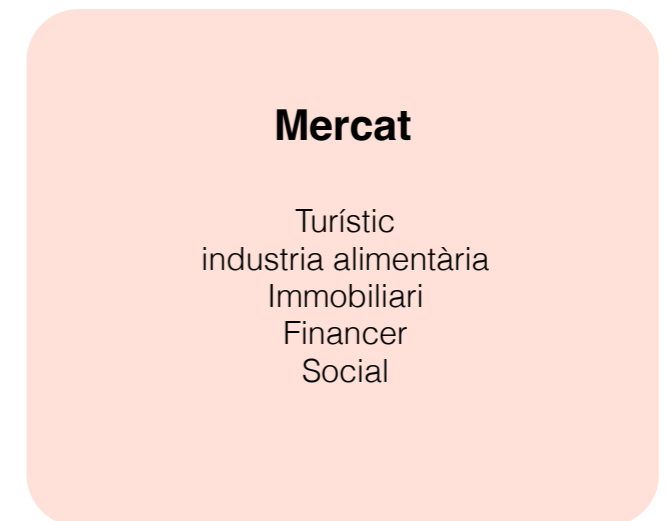 Mercat
Turístic
industria alimentària
Immobiliari
Financer
Social